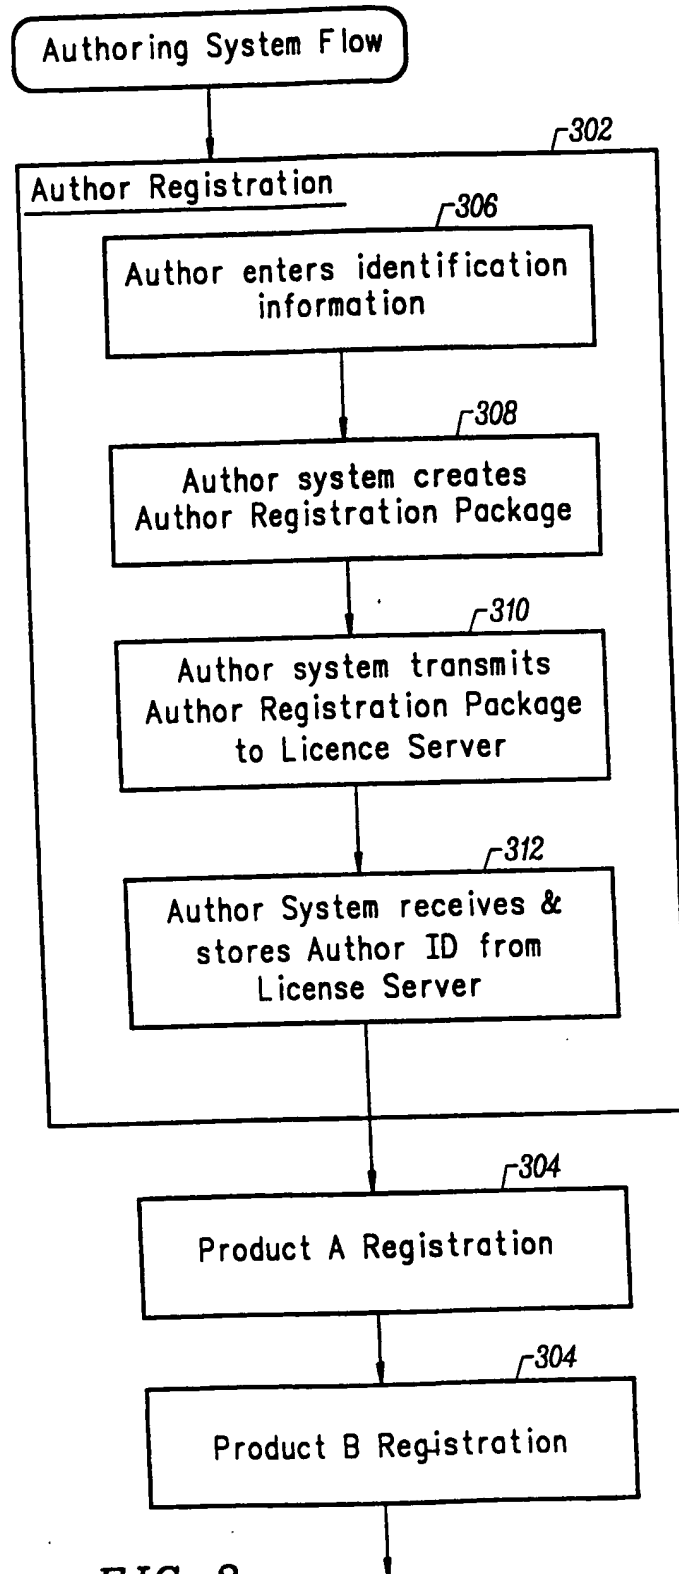 Authoring System Flow
302
Author Registration
306
Author enters identification
information
308
Author system creates
Author Registration Package
310
Author system transmits
Author Registration Package
to Licence Server
312
Author System receives &
stores Author ID from
License Server
304
Product A Registration
304
Product B Registration